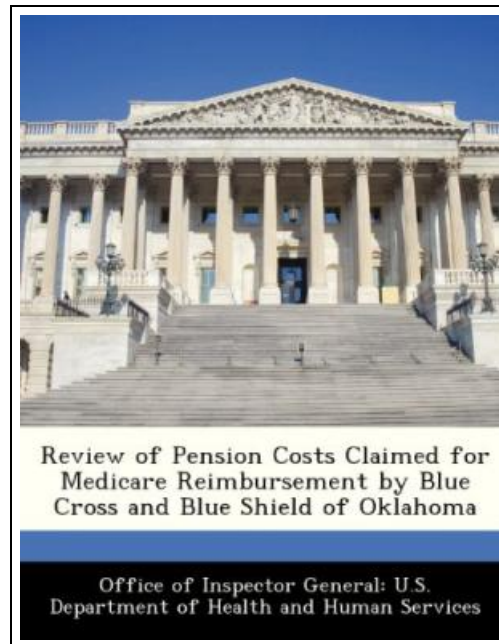 Review of Pension Costs Claimed for
Medicare Reimbursement by Blue
Cross and Blue Shield of Oklahoma
Office of Inspector General: U.S.
Department of Health and Human Services